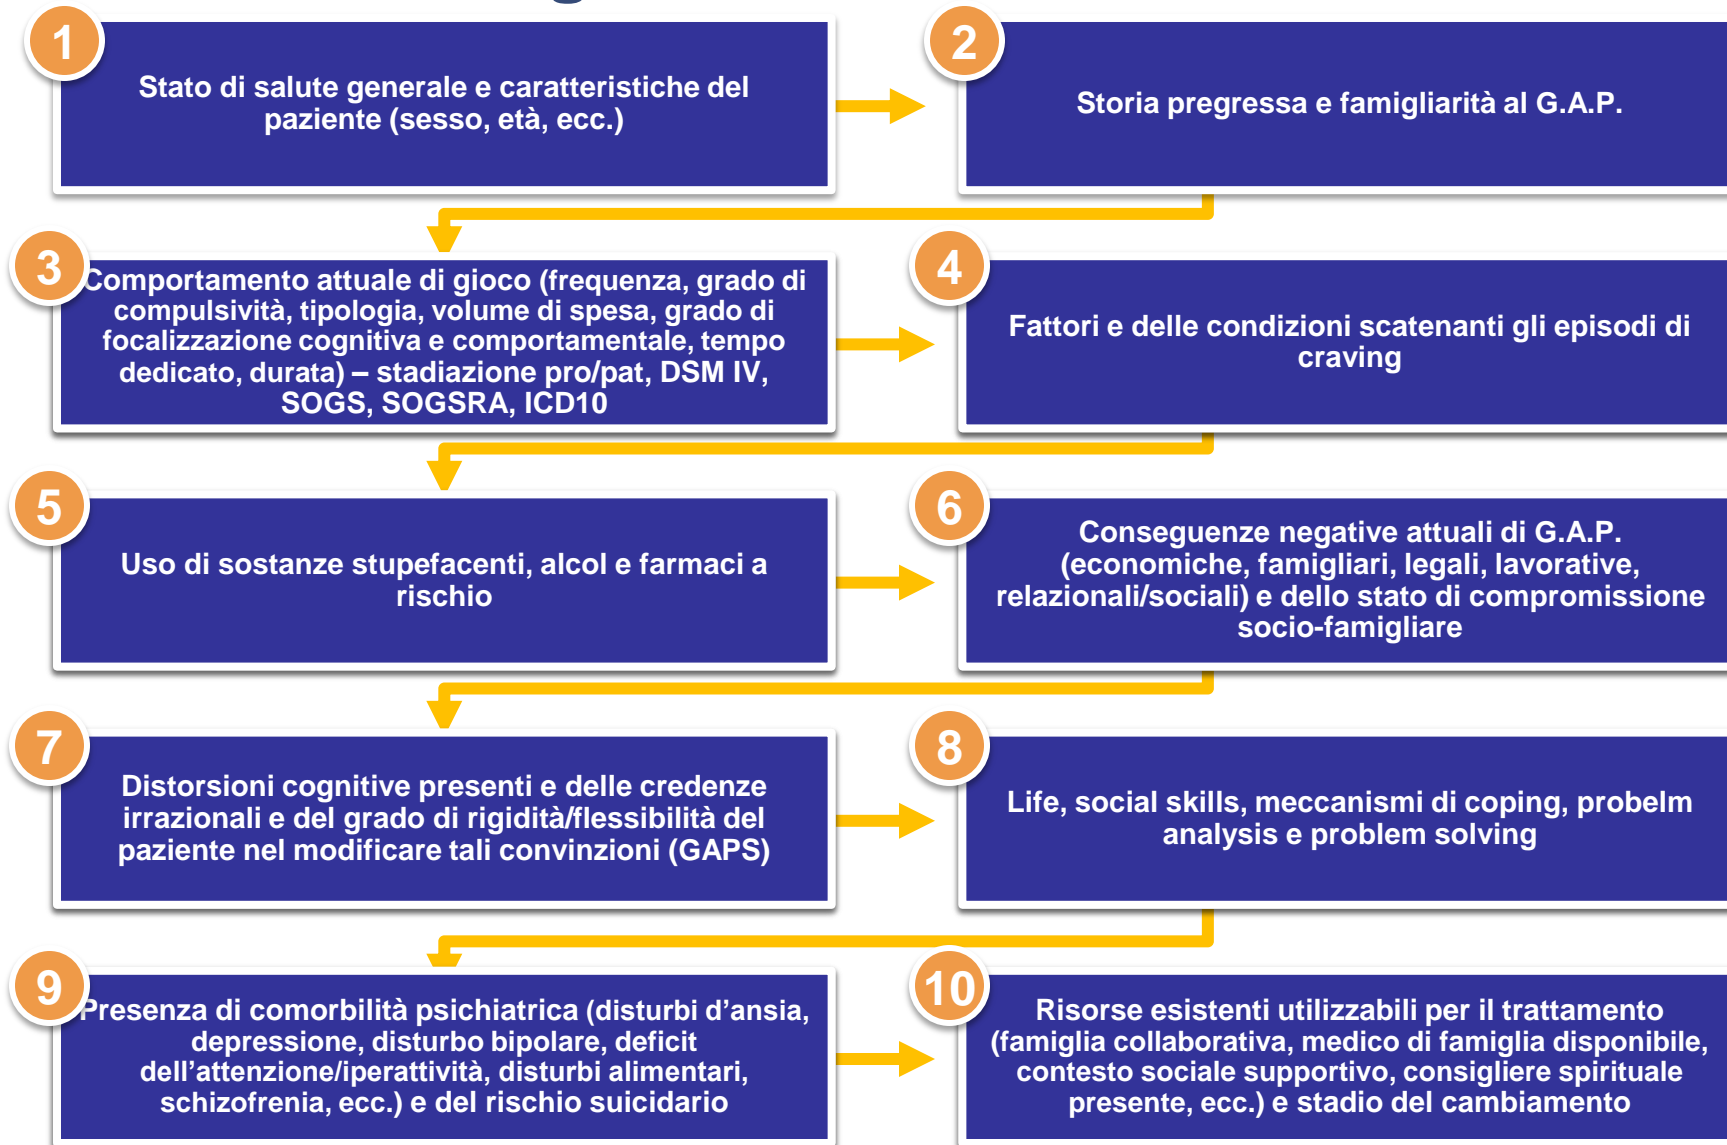 1
Stato di salute generale e caratteristiche del
paziente (sesso, età, ecc.)
2
Storia pregressa e famigliarità al G.A.P.
3
Comportamento attuale di gioco (frequenza, grado di
compulsività, tipologia, volume di spesa, grado di
focalizzazione cognitiva e comportamentale, tempo
dedicato, durata) – stadiazione pro/pat, DSM IV,
SOGS, SOGSRA, ICD10
4
Fattori e delle condizioni scatenanti gli episodi di
craving
5
Uso di sostanze stupefacenti, alcol e farmaci a
rischio
6
Conseguenze negative attuali di G.A.P.
(economiche, famigliari, legali, lavorative,
relazionali/sociali) e dello stato di compromissione
socio-famigliare
7
Distorsioni cognitive presenti e delle credenze
irrazionali e del grado di rigidità/flessibilità del
paziente nel modificare tali convinzioni (GAPS)
8
Life, social skills, meccanismi di coping, probelm
analysis e problem solving
9
Presenza di comorbilità psichiatrica (disturbi d’ansia,
depressione, disturbo bipolare, deficit
dell’attenzione/iperattività, disturbi alimentari,
schizofrenia, ecc.) e del rischio suicidario
10
Risorse esistenti utilizzabili per il trattamento
(famiglia collaborativa, medico di famiglia disponibile,
contesto sociale supportivo, consigliere spirituale
presente, ecc.) e stadio del cambiamento